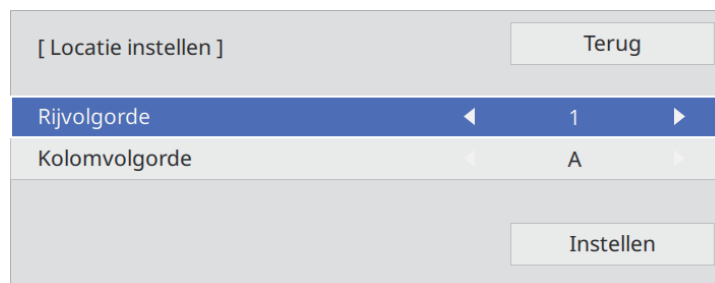 [ Locatie instellen ]
Terug
Rijvolgorde 1
Kolomvolgorde A
Instellen